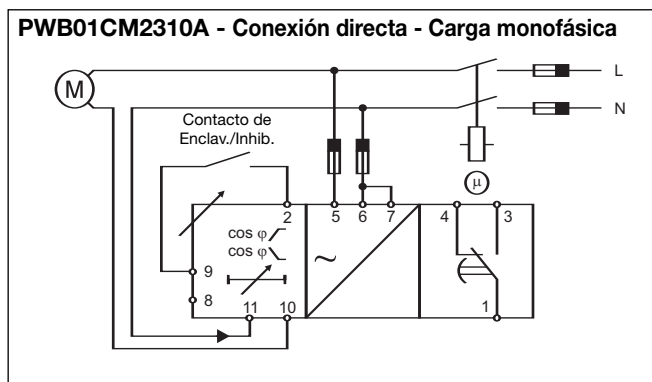 PWB01CM2310A - Conexión directa - Carga monofásica
L
M
N
Contacto de
Enclav./Inhib.
μ
2
5
6
7
4
3
cos φ
cos φ
~
9
8
11
10
1